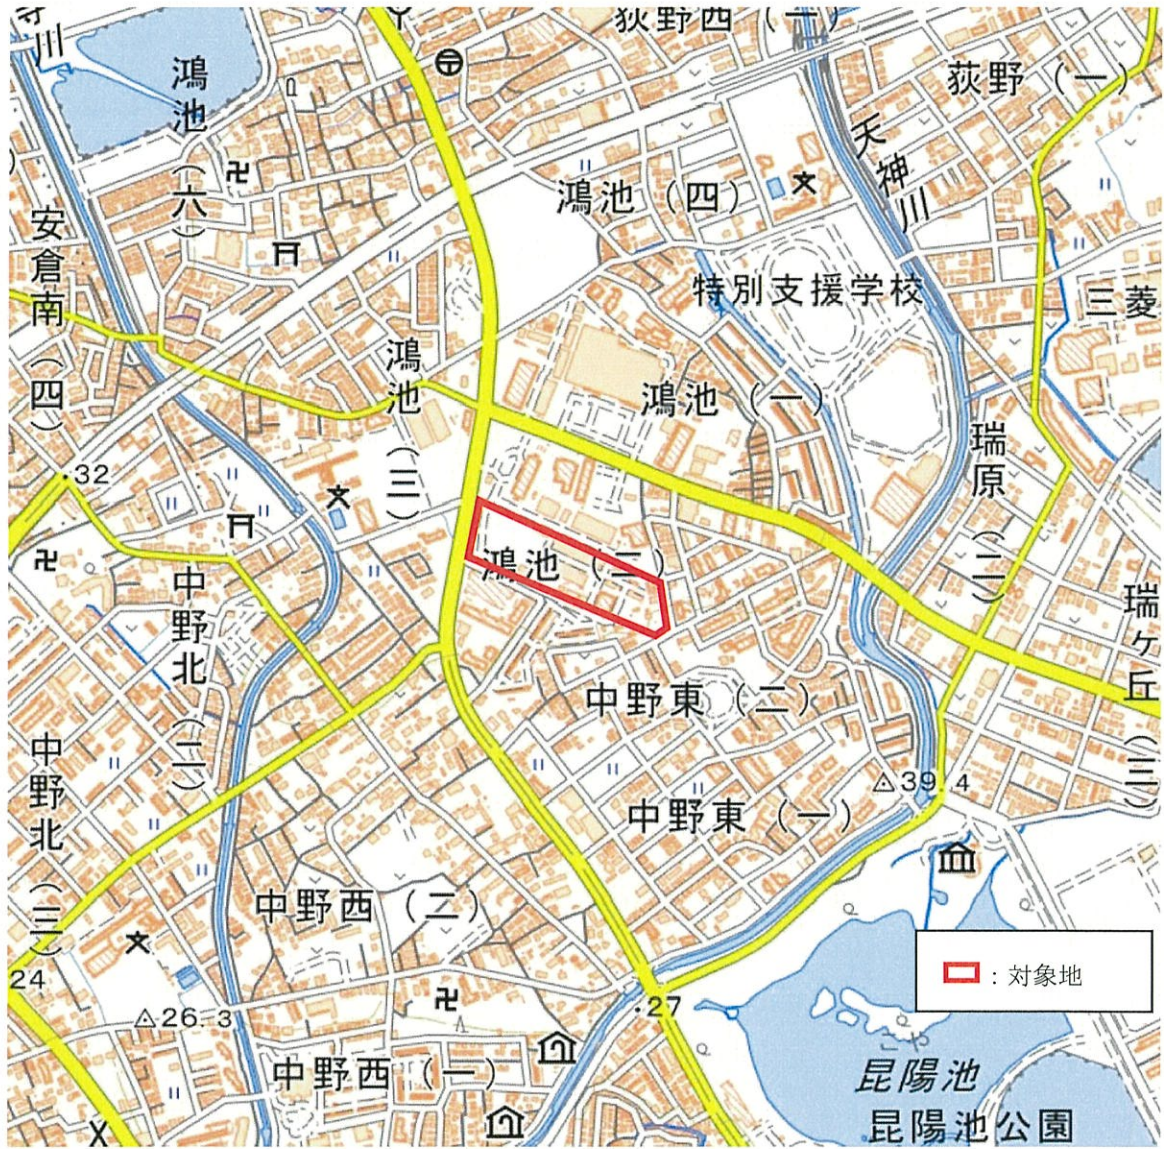 寺川
荻野西（一）
鴻池（六）
荻野（一）
天神川
鴻池（四）
安倉南（四）
特別支援学校
三菱
鴻池（三）
鴻池（一）
瑞原（二）
32
鴻池（二）
中野北（二）
瑞ヶ丘（三）
中野東（二）
中野北（三）
39.4
中野東（一）
中野西（二）
24
：対象地
26.3
27
中野西（一）
昆陽池
昆陽池公園